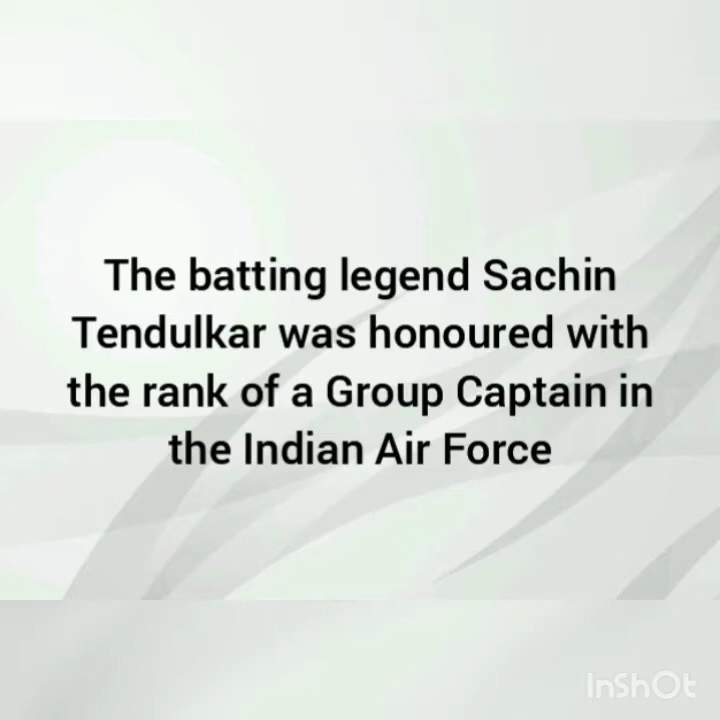 The batting legend Sachin
Tendulkar was honoured with
the rank of a Group Captain in
the Indian Air Force
InShOt